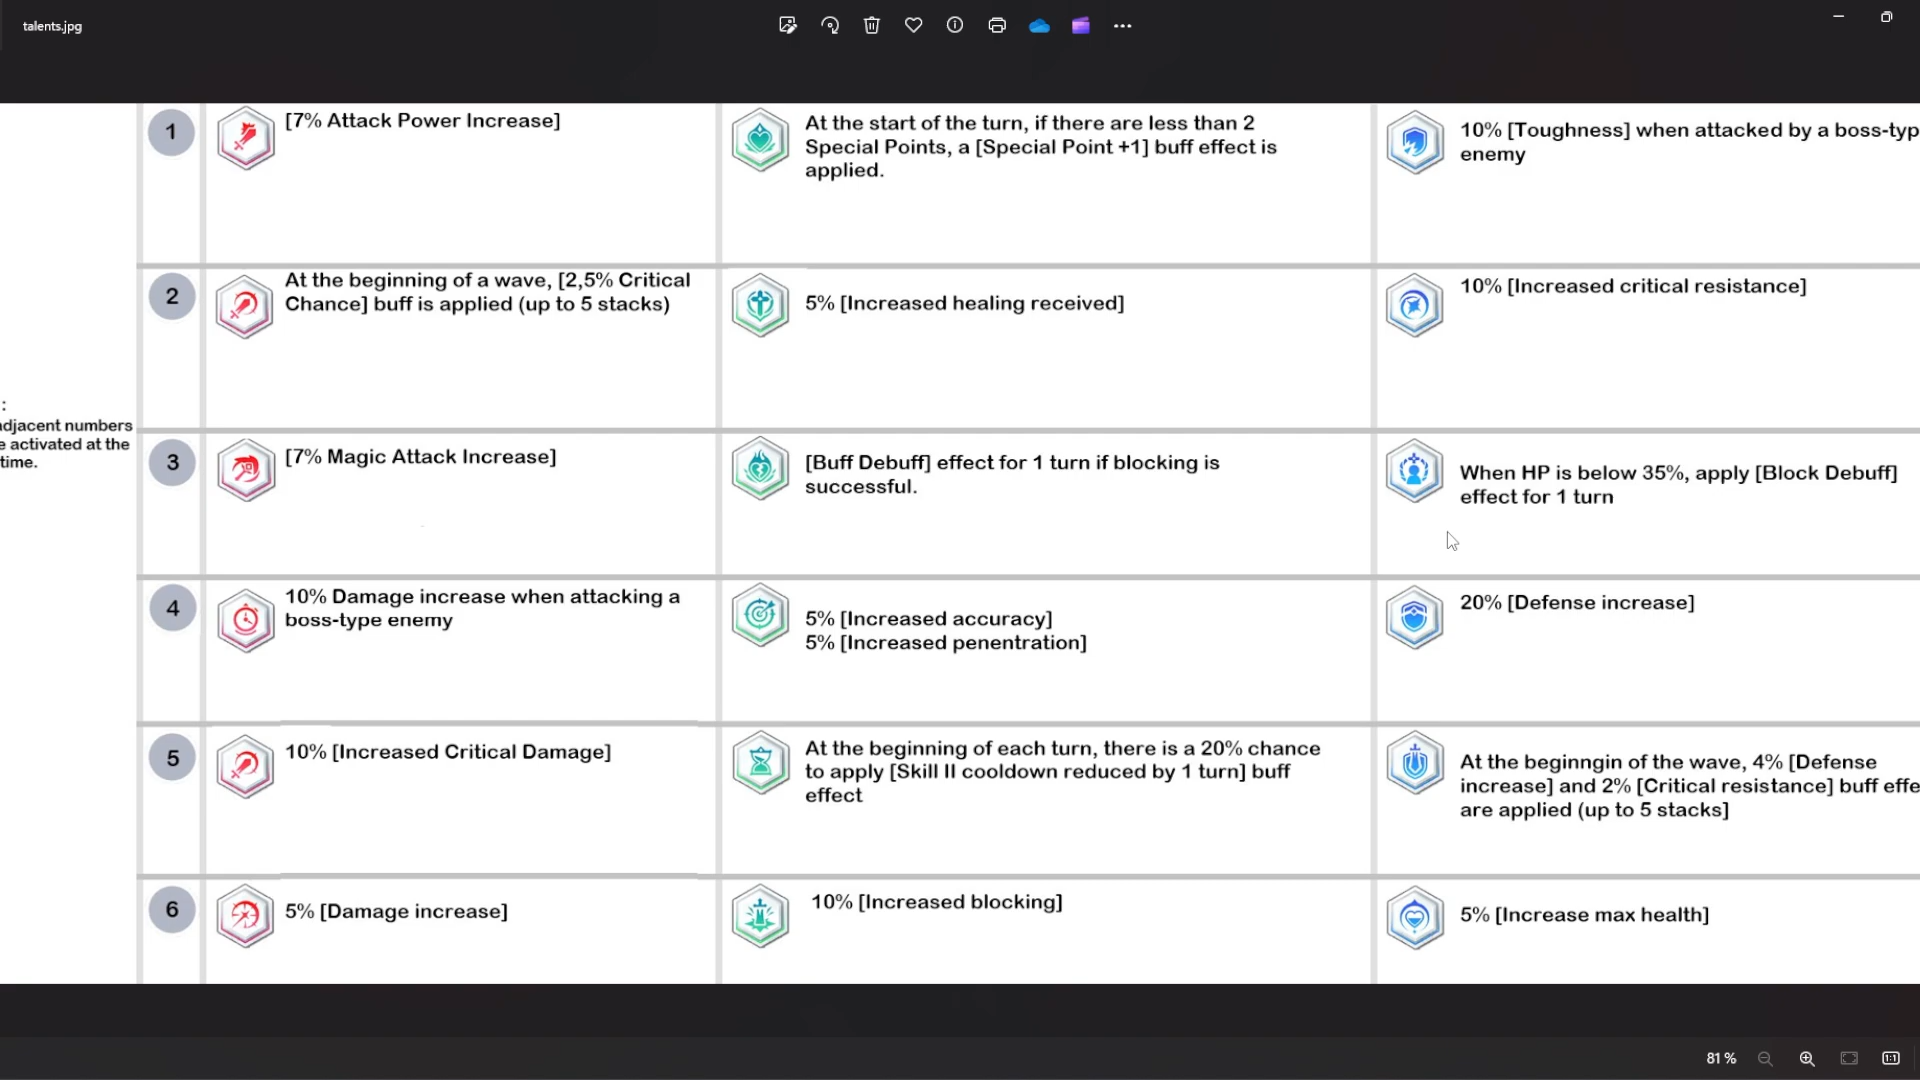 talents.jpg
1
[7% Attack Power Increase]
At the start of the turn, if there are less than 2
Special Points, a [Special Point +1] buff effect is
applied.
10% [Toughness] when attacked by a boss-typ
enemy
2
At the beginning of a wave, [2,5% Critical
Chance] buff is applied (up to 5 stacks)
5% [Increased healing received]
10% [Increased critical resistance]
:
adjacent numbers
e activated at the
time.
3
[7% Magic Attack Increase]
[Buff Debuff] effect for 1 turn if blocking is
successful.
When HP is below 35%, apply [Block Debuff]
effect for 1 turn
4
10% Damage increase when attacking a
boss-type enemy
5% [Increased accuracy]
5% [Increased penentration]
20% [Defense increase]
5
10% [Increased Critical Damage]
At the beginning of each turn, there is a 20% chance
to apply [Skill II cooldown reduced by 1 turn] buff
effect
At the beginngin of the wave, 4% [Defense
increase] and 2% [Critical resistance] buff effe
are applied (up to 5 stacks]
6
5% [Damage increase]
10% [Increased blocking]
5% [Increase max health]
81 %
1:1